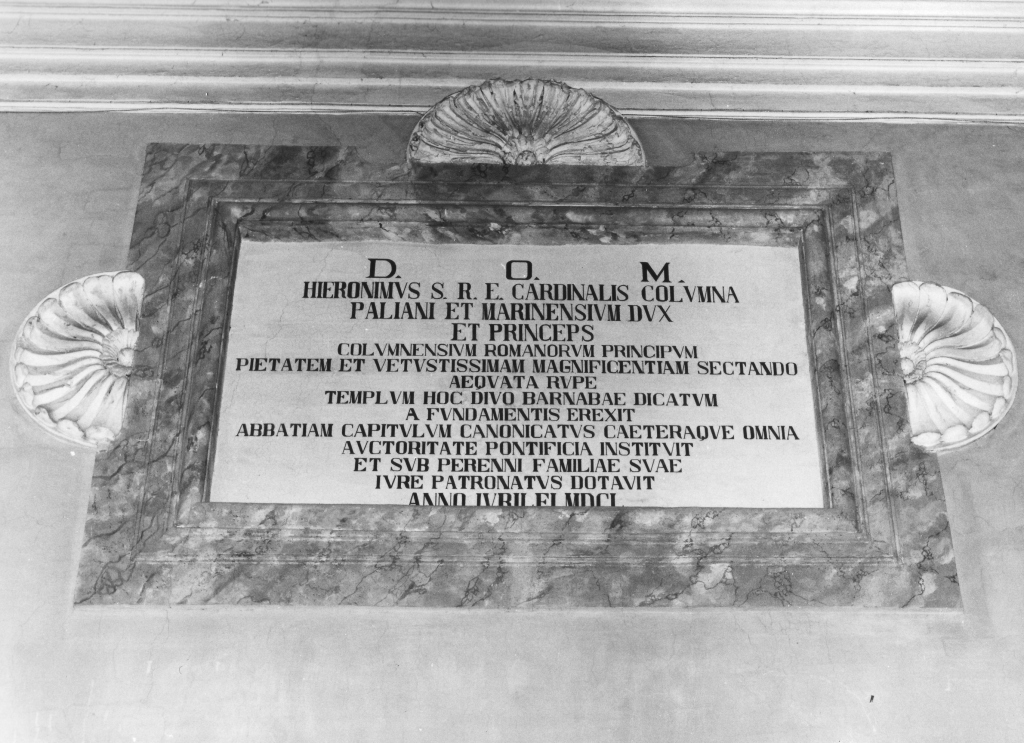 D. O. M.
HIERONIMVS S. R. E. CARDINALIS COLVMNA
PALIANI ET MARINENSIVM DVX
ET PRINCEPS
COLVMNENSIVM ROMANORVM PRINCIPVM
PIETATEM ET VETVSTISSIMAM MAGNIFICENTIAM SECTANDO
AEQVATA RVPE
TEMPLVM HOC DIVO BARNABAE DICATVM
A FVNDAMENTIS EREXIT
ABBATIAM CAPITVLVM CANONICATVS CAETERAQVE OMNIA
AVCTORITATE PONTIFICIA INSTITVIT
ET SVB PERENNI FAMILIAE SVAE
IVRE PATRONATVS DOTAVIT
ANNO IVBILEI MDCL